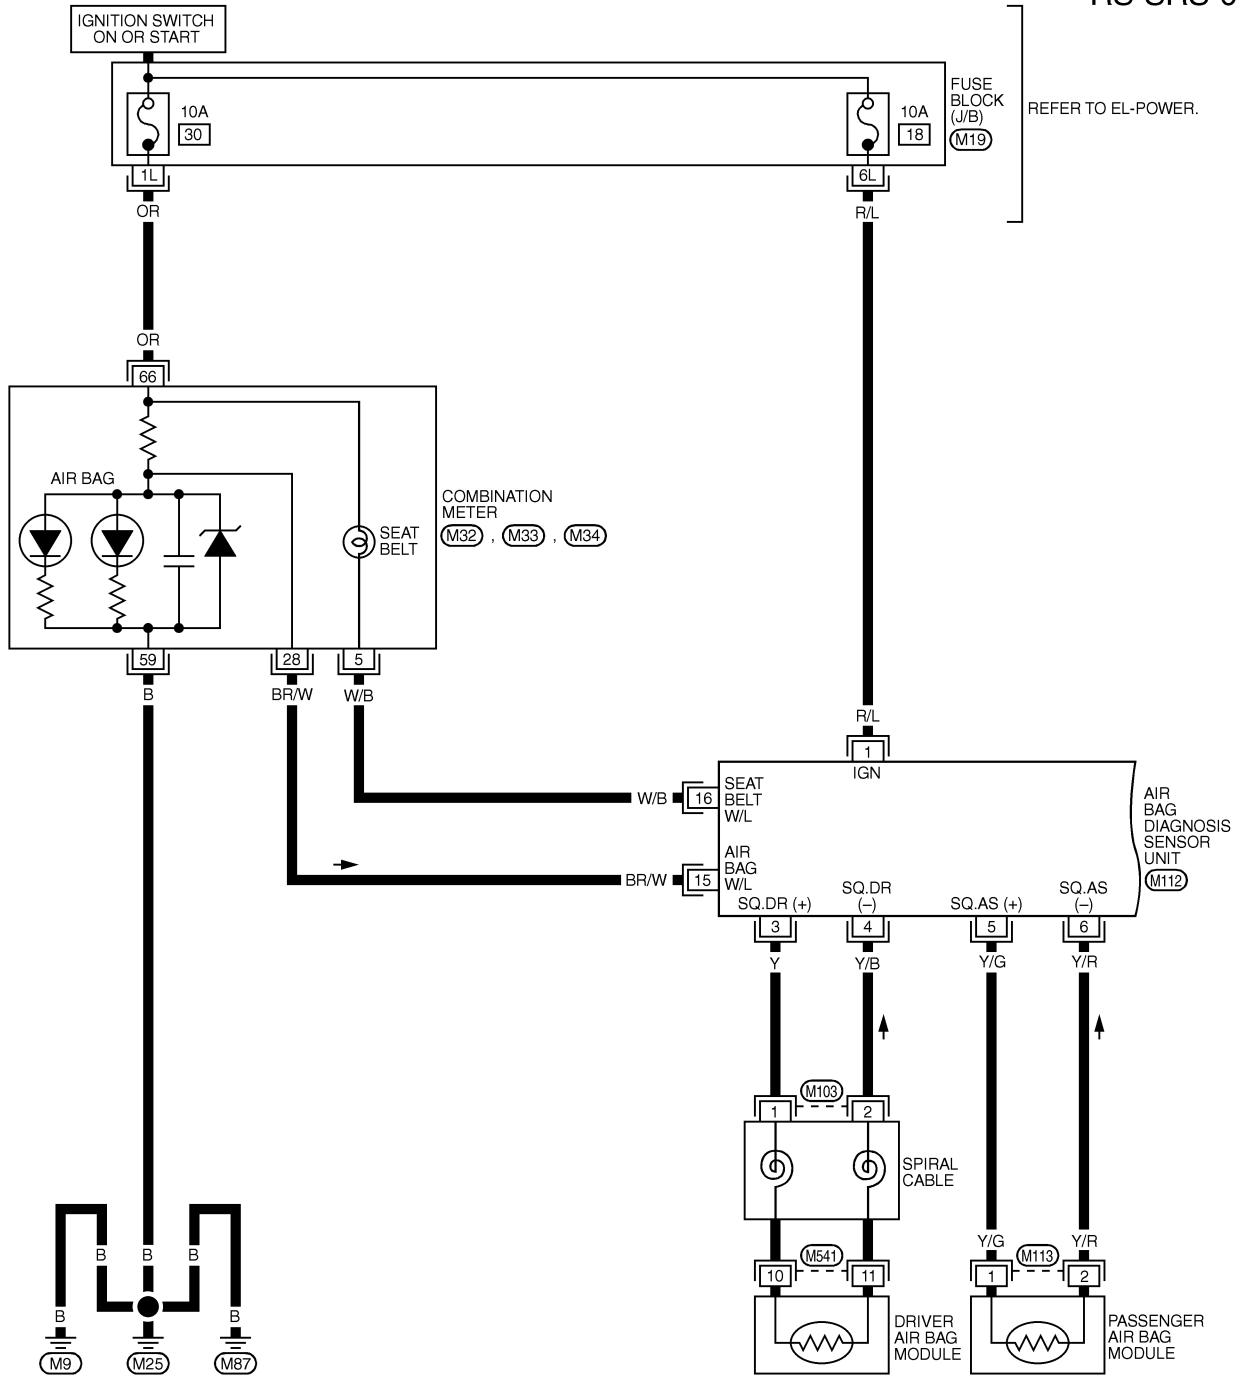 IGNITION SWITCH
ON OR START
10A
30
10A
18
FUSE
BLOCK
(J/B)
M19
REFER TO EL-POWER.
1L
6L
OR
R/L
OR
66
AIR BAG
SEAT
BELT
COMBINATION
METER
M32 , M33 , M34
59
28
5
B
BR/W
W/B
R/L
1
IGN
W/B
16
SEAT
BELT
W/L
BR/W
15
AIR
BAG
W/L
AIR
BAG
DIAGNOSIS
SENSOR
UNIT
M112
SQ.DR (+)
SQ.DR
(–)
SQ.AS (+)
SQ.AS
(–)
3
4
5
6
Y
Y/B
Y/G
Y/R
M103
1
2
SPIRAL
CABLE
M541
10
11
DRIVER
AIR BAG
MODULE
Y/G
Y/R
M113
1
2
PASSENGER
AIR BAG
MODULE
B
B
B
B
B
M9
M25
M87